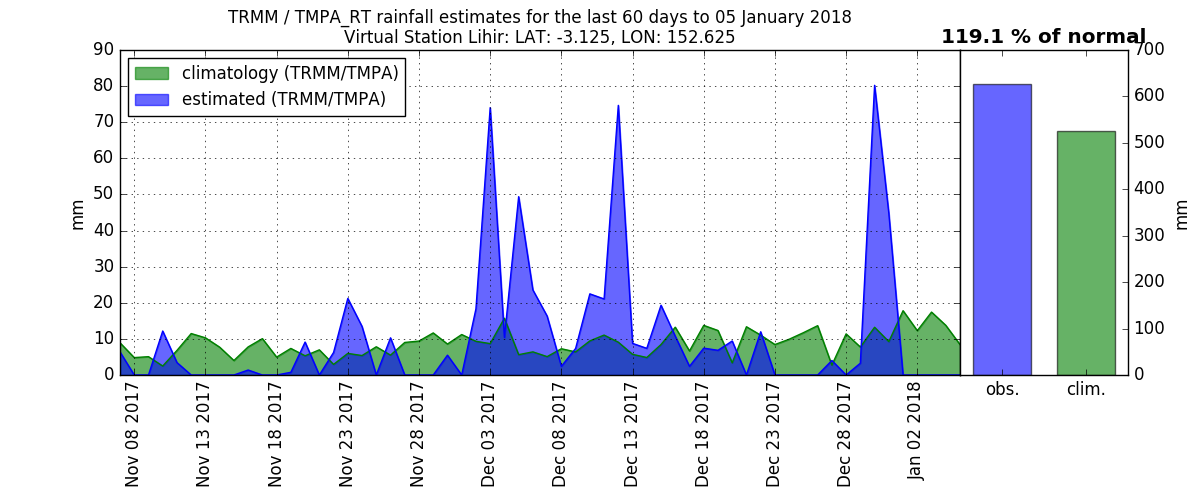 TRMM / TMPA_RT rainfall estimates for the last 60 days to 05 January 2018
Virtual Station Lihir: LAT: -3.125, LON: 152.625
119.1 % of normal
climatology (TRMM/TMPA)
estimated (TRMM/TMPA)
90
80
70
60
50
40
30
20
10
0
mm
Nov 08 2017
Nov 13 2017
Nov 18 2017
Nov 23 2017
Nov 28 2017
Dec 03 2017
Dec 08 2017
Dec 13 2017
Dec 18 2017
Dec 23 2017
Dec 28 2017
Jan 02 2018
obs.
clim.
700
600
500
400
300
200
100
0
mm